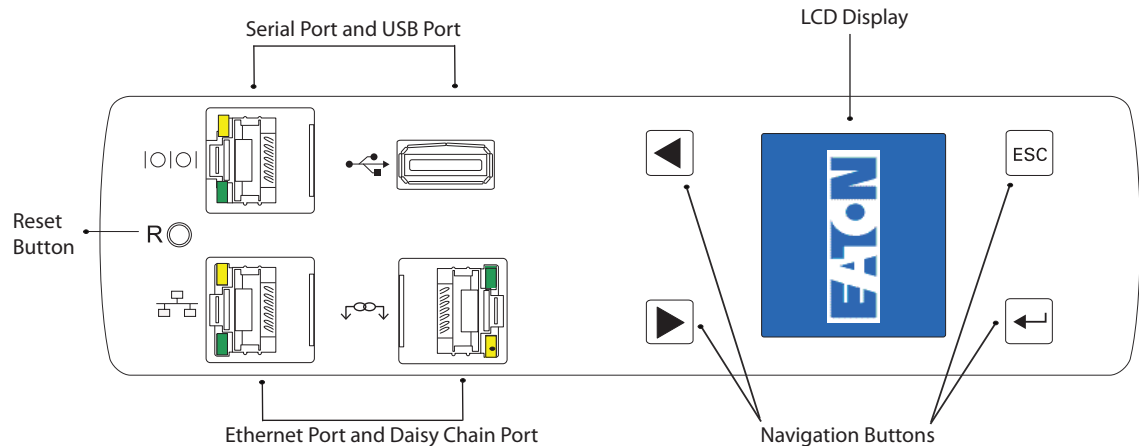 LCD Display
Serial Port and USB Port
|O|O|
ESC
EATON
Reset
Button
R
Ethernet Port and Daisy Chain Port
Navigation Buttons